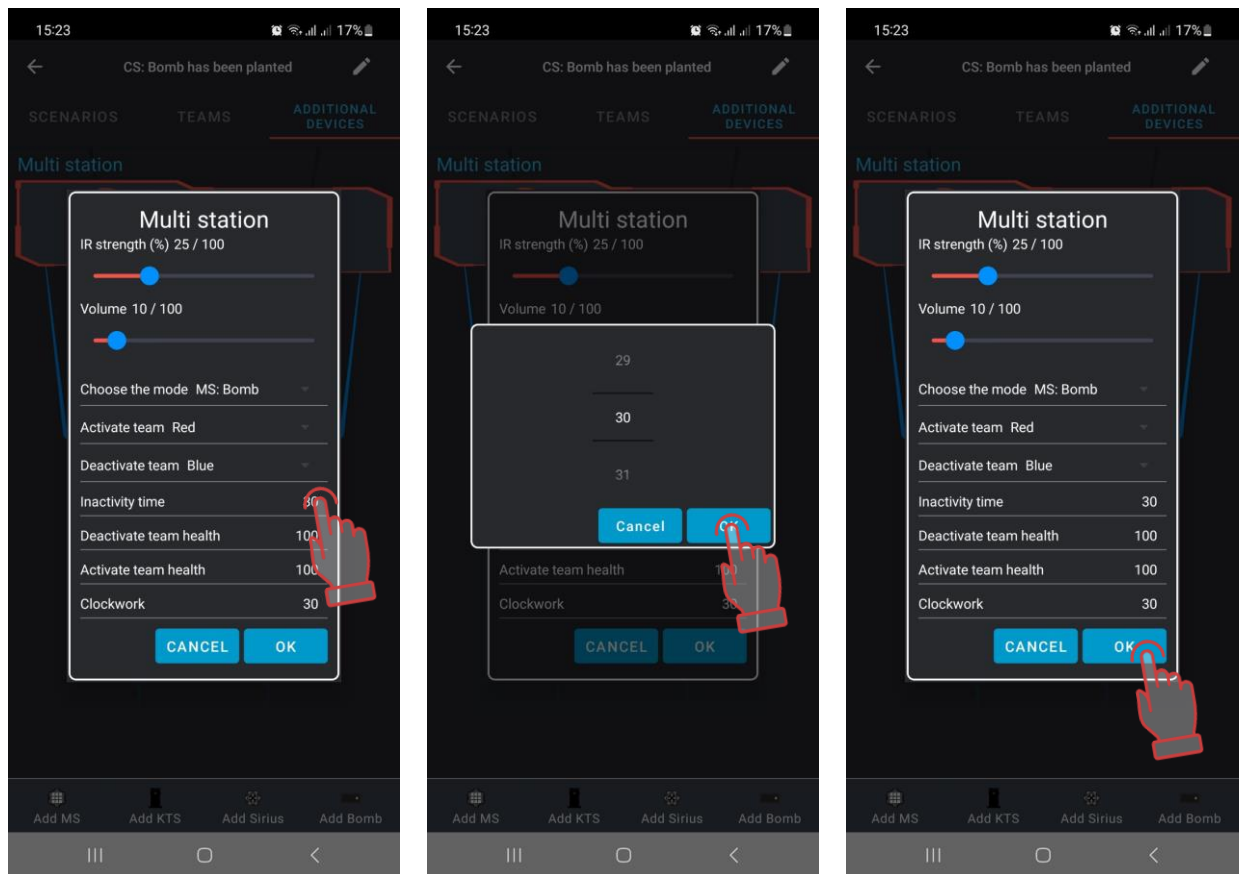 15:23
17%
CS: Bomb has been planted
SCENARIOS
TEAMS
ADDITIONAL
DEVICES
Multi station
Multi station
IR strength (%) 25 / 100
Volume 10 / 100
Choose the mode MS: Bomb
Activate team Red
Deactivate team Blue
Inactivity time 30
Deactivate team health 100
Activate team health 100
Clockwork 30
CANCEL OK
Add MS Add KTS Add Sirius Add Bomb
15:23
17%
CS: Bomb has been planted
SCENARIOS
TEAMS
ADDITIONAL
DEVICES
Multi station
Multi station
IR strength (%) 25 / 100
Volume 10 / 100
29
30
31
Cancel OK
Activate team health 100
Clockwork 30
CANCEL OK
Add MS Add KTS Add Sirius Add Bomb
15:23
17%
CS: Bomb has been planted
SCENARIOS
TEAMS
ADDITIONAL
DEVICES
Multi station
Multi station
IR strength (%) 25 / 100
Volume 10 / 100
Choose the mode MS: Bomb
Activate team Red
Deactivate team Blue
Inactivity time 30
Deactivate team health 100
Activate team health 100
Clockwork 30
CANCEL OK
Add MS Add KTS Add Sirius Add Bomb